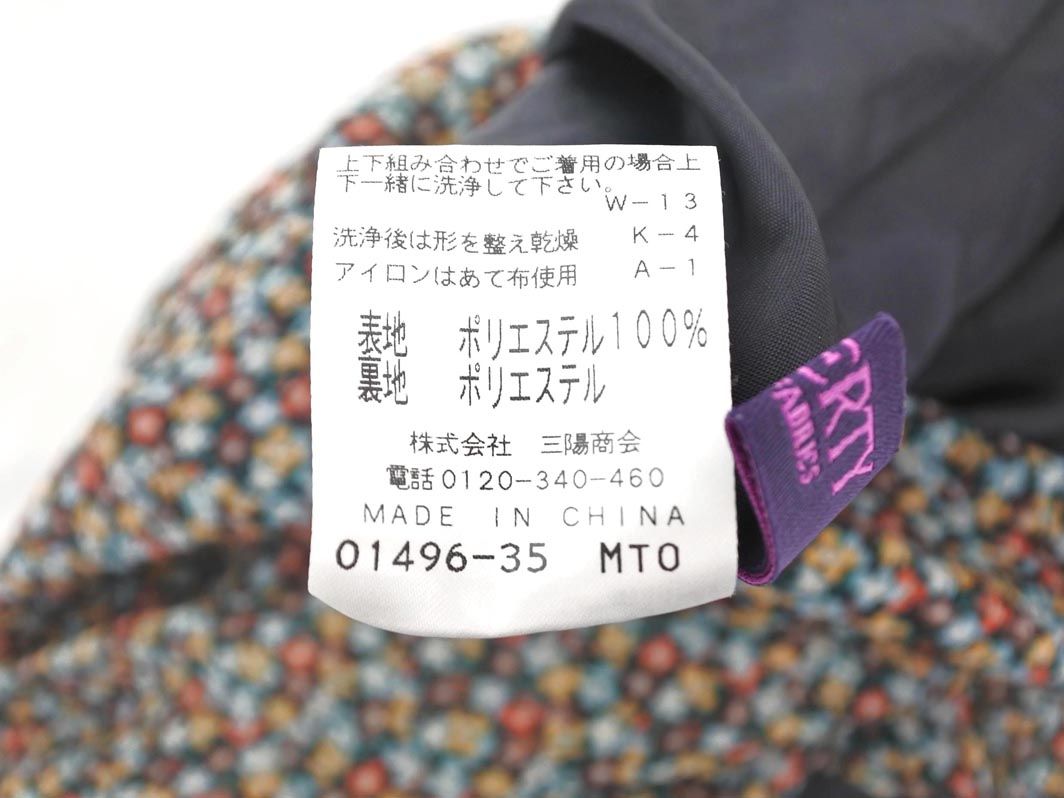 上下組み合わせでご着用の場合上
下一緒に洗浄して下さい。
W-13
洗浄後は形を整え乾燥 K-4
アイロンはあて布使用 A-1
表地 ポリエステル100%
裏地 ポリエステル
株式会社 三陽商会
電話0120-340-460
MADE IN CHINA
01496-35 MTO